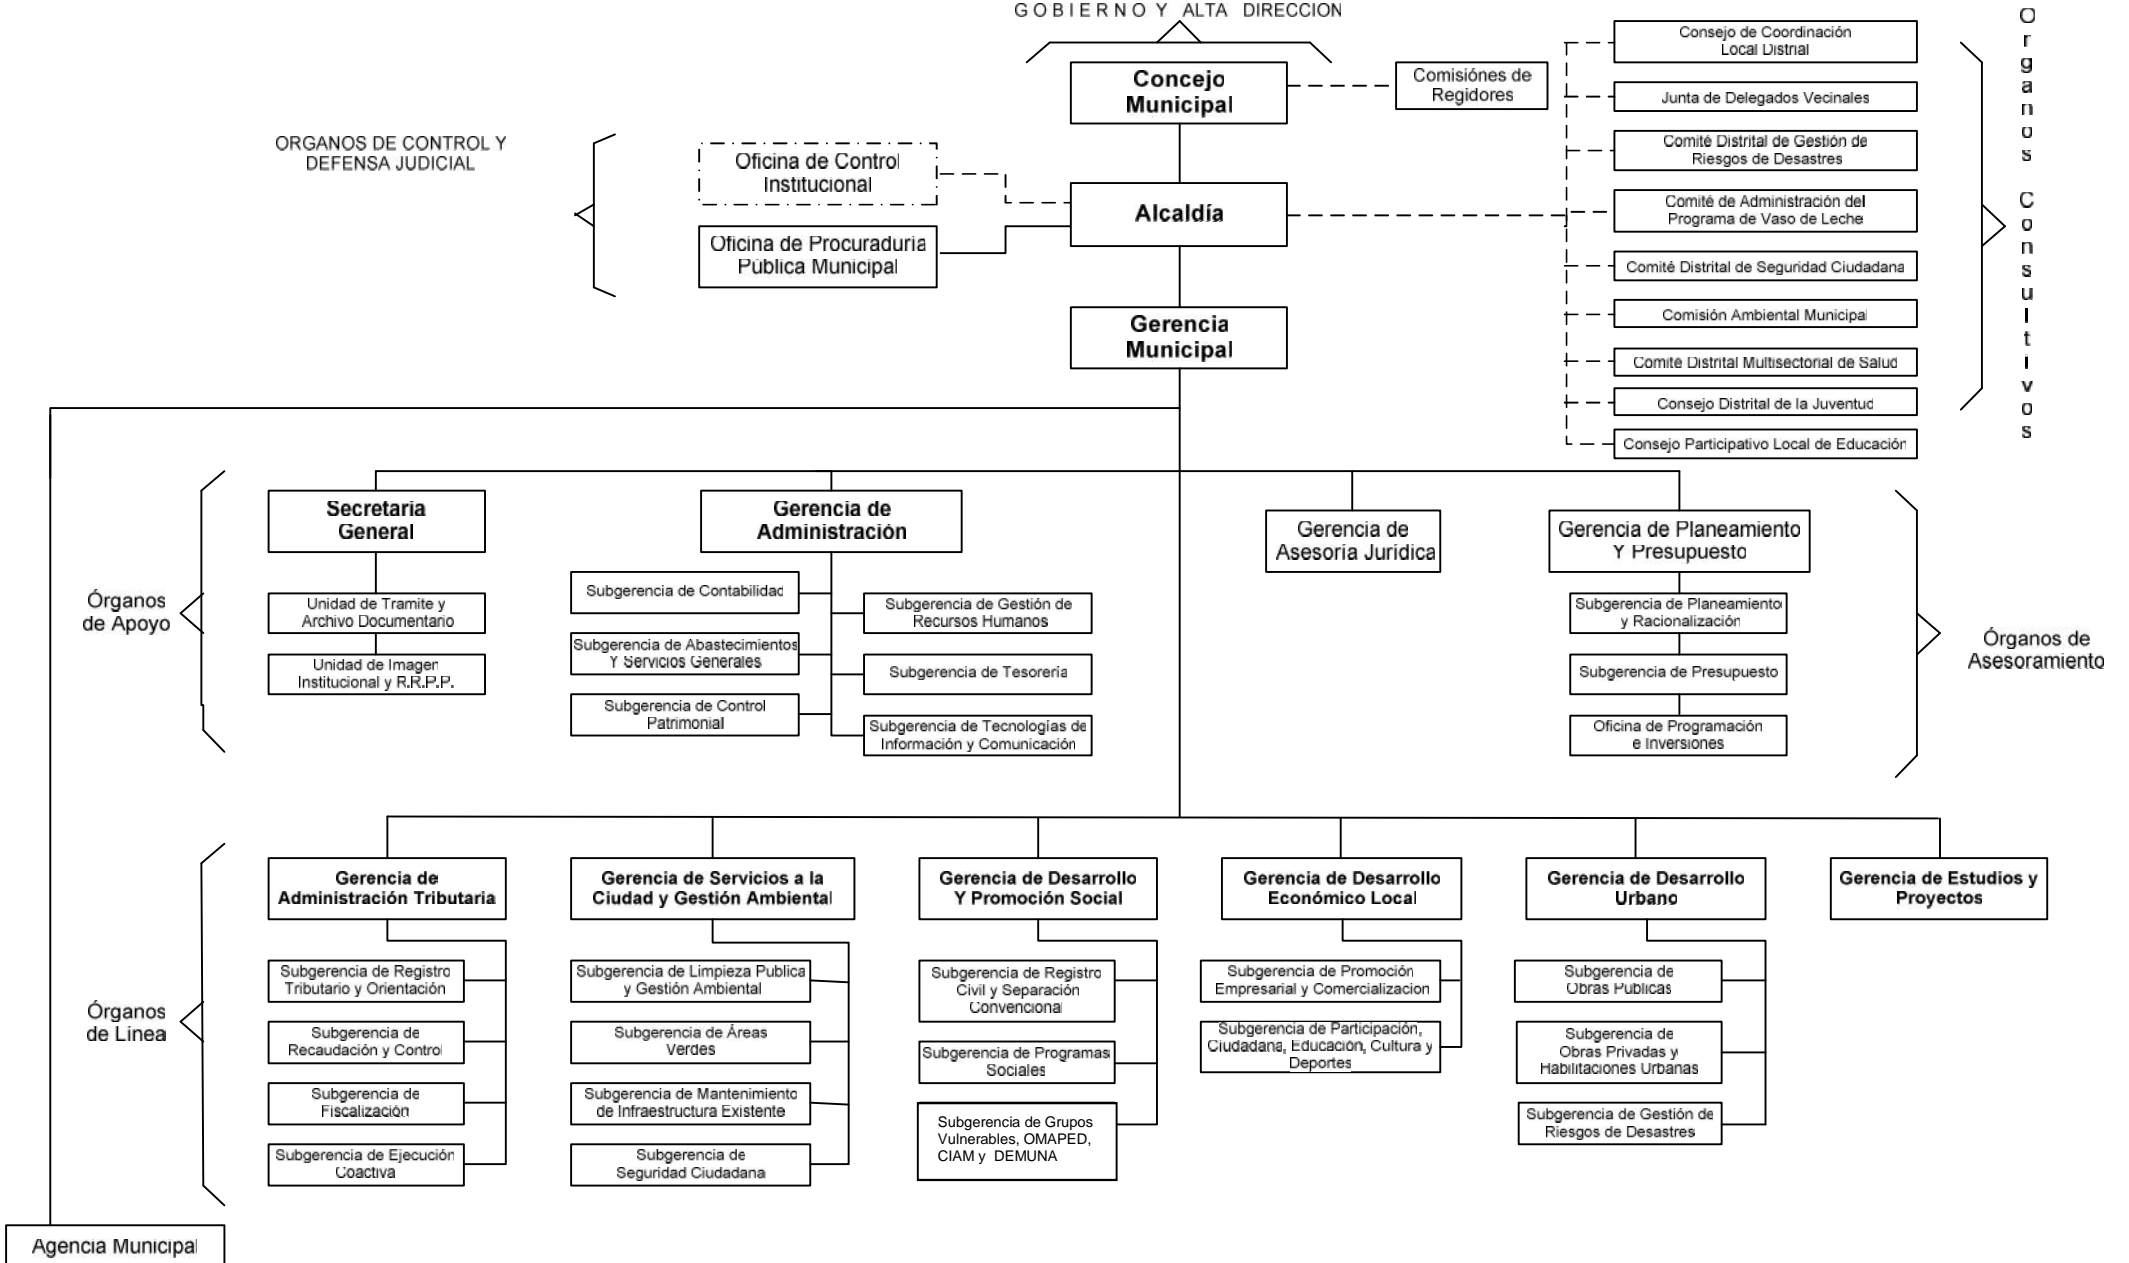 GOBIERNO Y ALTA DIRECCION
Concejo
Municipal
Comisiónes de
Regidores
ORGANOS DE CONTROL Y
DEFENSA JUDICIAL
Oficina de Control
Institucional
Alcaldía
Oficina de Procuraduria
Pública Municipal
Gerencia
Municipal
Consejo de Coordinación
Local Distrial
Junta de Delegados Vecinales
Comité Distrital de Gestión de
Riesgos de Desastres
Comité de Administración del
Programa de Vaso de Leche
Comité Distrital de Seguridad Ciudadana
Comisión Ambiental Municipal
Comité Distrital Multisectorial de Salud
Consejo Distrital de la Juventud
Consejo Participativo Local de Educación
Organos Consultivos
Órganos
de Apoyo
Secretaria
General
Unidad de Tramite y
Archivo Documentario
Unidad de Imagen
Institucional y R.R.P.P.
Gerencia de
Administración
Subgerencia de Contabilidad
Subgerencia de Gestión de
Recursos Humanos
Subgerencia de Abastecimientos
Y Servicios Generales
Subgerencia de Tesorería
Subgerencia de Control
Patrimonial
Subgerencia de Tecnologías de
Información y Comunicación
Gerencia de
Asesoría Jurídica
Gerencia de Planeamiento
Y Presupuesto
Subgerencia de Planeamiento
y Racionalización
Subgerencia de Presupuesto
Oficina de Programación
e Inversiones
Órganos de
Asesoramiento
Órganos
de Línea
Gerencia de
Administración Tributaria
Subgerencia de Registro
Tributario y Orientación
Subgerencia de
Recaudación y Control
Subgerencia de
Fiscalización
Subgerencia de Ejecución
Coactiva
Gerencia de Servicios a la
Ciudad y Gestión Ambiental
Subgerencia de Limpieza Publica
y Gestión Ambiental
Subgerencia de Áreas
Verdes
Subgerencia de Mantenimiento
de Infraestructura Existente
Subgerencia de
Seguridad Ciudadana
Gerencia de Desarrollo
Y Promoción Social
Subgerencia de Registro
Civil y Separación
Convencional
Subgerencia de Programas
Sociales
Subgerencia de Grupos
Vulnerables, OMAPED,
CIAM y DEMUNA
Gerencia de Desarrollo
Económico Local
Subgerencia de Promoción
Empresarial y Comercializacion
Subgerencia de Participación,
Ciudadana, Educación, Cultura y
Deportes
Gerencia de Desarrollo
Urbano
Subgerencia de
Obras Publicas
Subgerencia de
Obras Privadas y
Habilitaciones Urbanas
Subgerencia de Gestión de
Riesgos de Desastres
Gerencia de Estudios y
Proyectos
Agencia Municipal